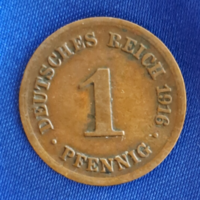 DEUTSCHES REICH 1916
1
PFENNIG